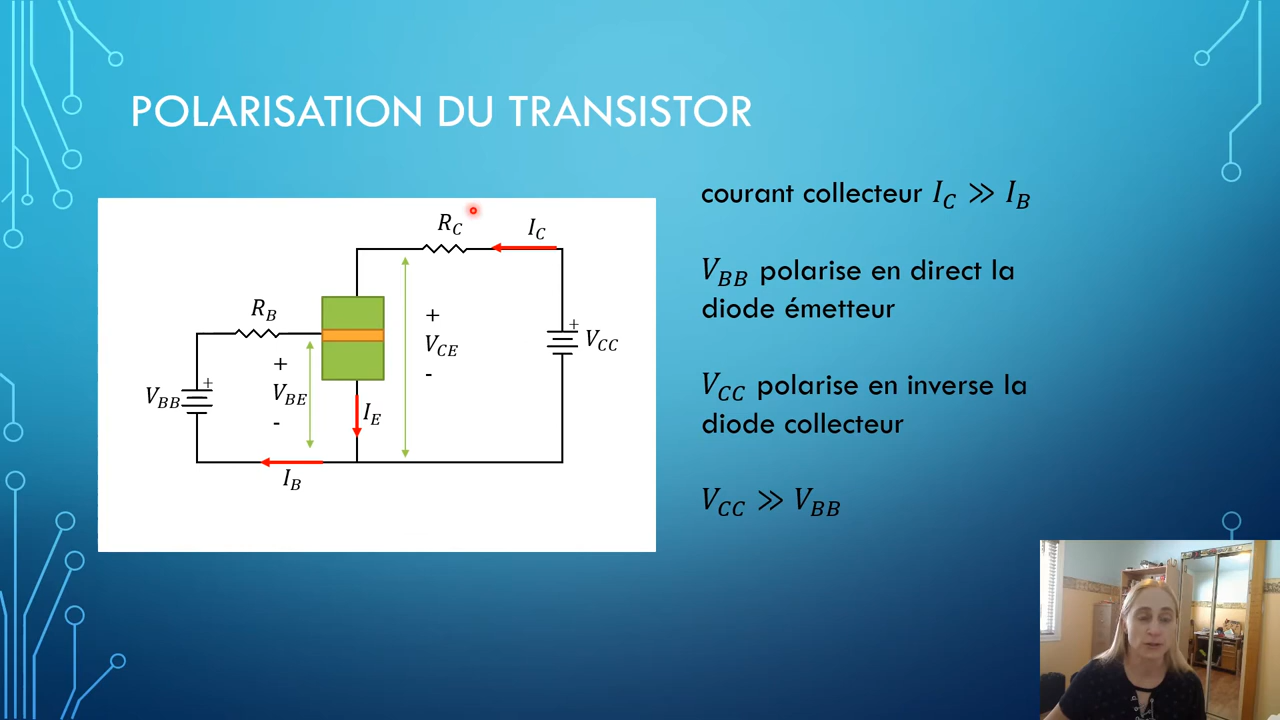 POLARISATION DU TRANSISTOR
R_C
I_C
R_B
+
V_BE
-
+
V_CE
-
+
V_CC
+
V_BB
I_E
I_B
courant collecteur I_C ≫ I_B
V_BB polarise en direct la
diode émetteur
V_CC polarise en inverse la
diode collecteur
V_CC ≫ V_BB